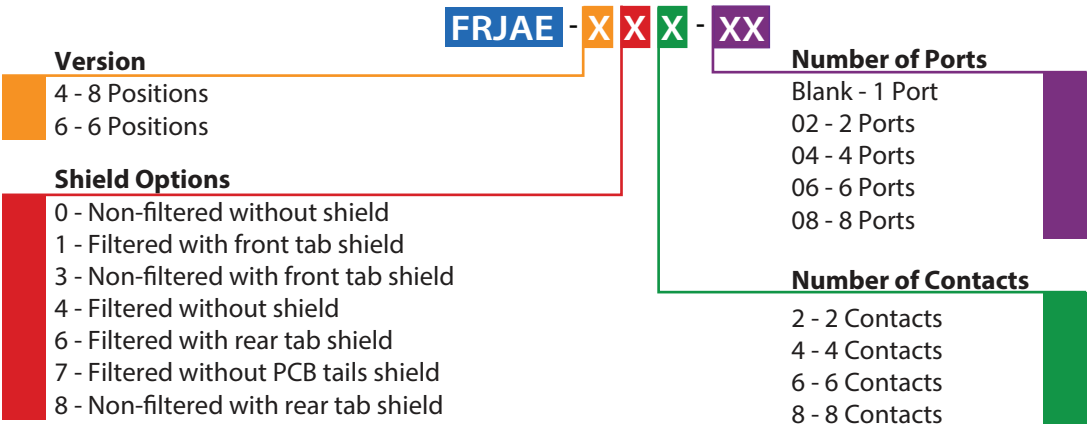 FRJAE - X X X - XX
Version
4 - 8 Positions
6 - 6 Positions
Shield Options
0 - Non-filtered without shield
1 - Filtered with front tab shield
3 - Non-filtered with front tab shield
4 - Filtered without shield
6 - Filtered with rear tab shield
7 - Filtered without PCB tails shield
8 - Non-filtered with rear tab shield
Number of Ports
Blank - 1 Port
02 - 2 Ports
04 - 4 Ports
06 - 6 Ports
08 - 8 Ports
Number of Contacts
2 - 2 Contacts
4 - 4 Contacts
6 - 6 Contacts
8 - 8 Contacts